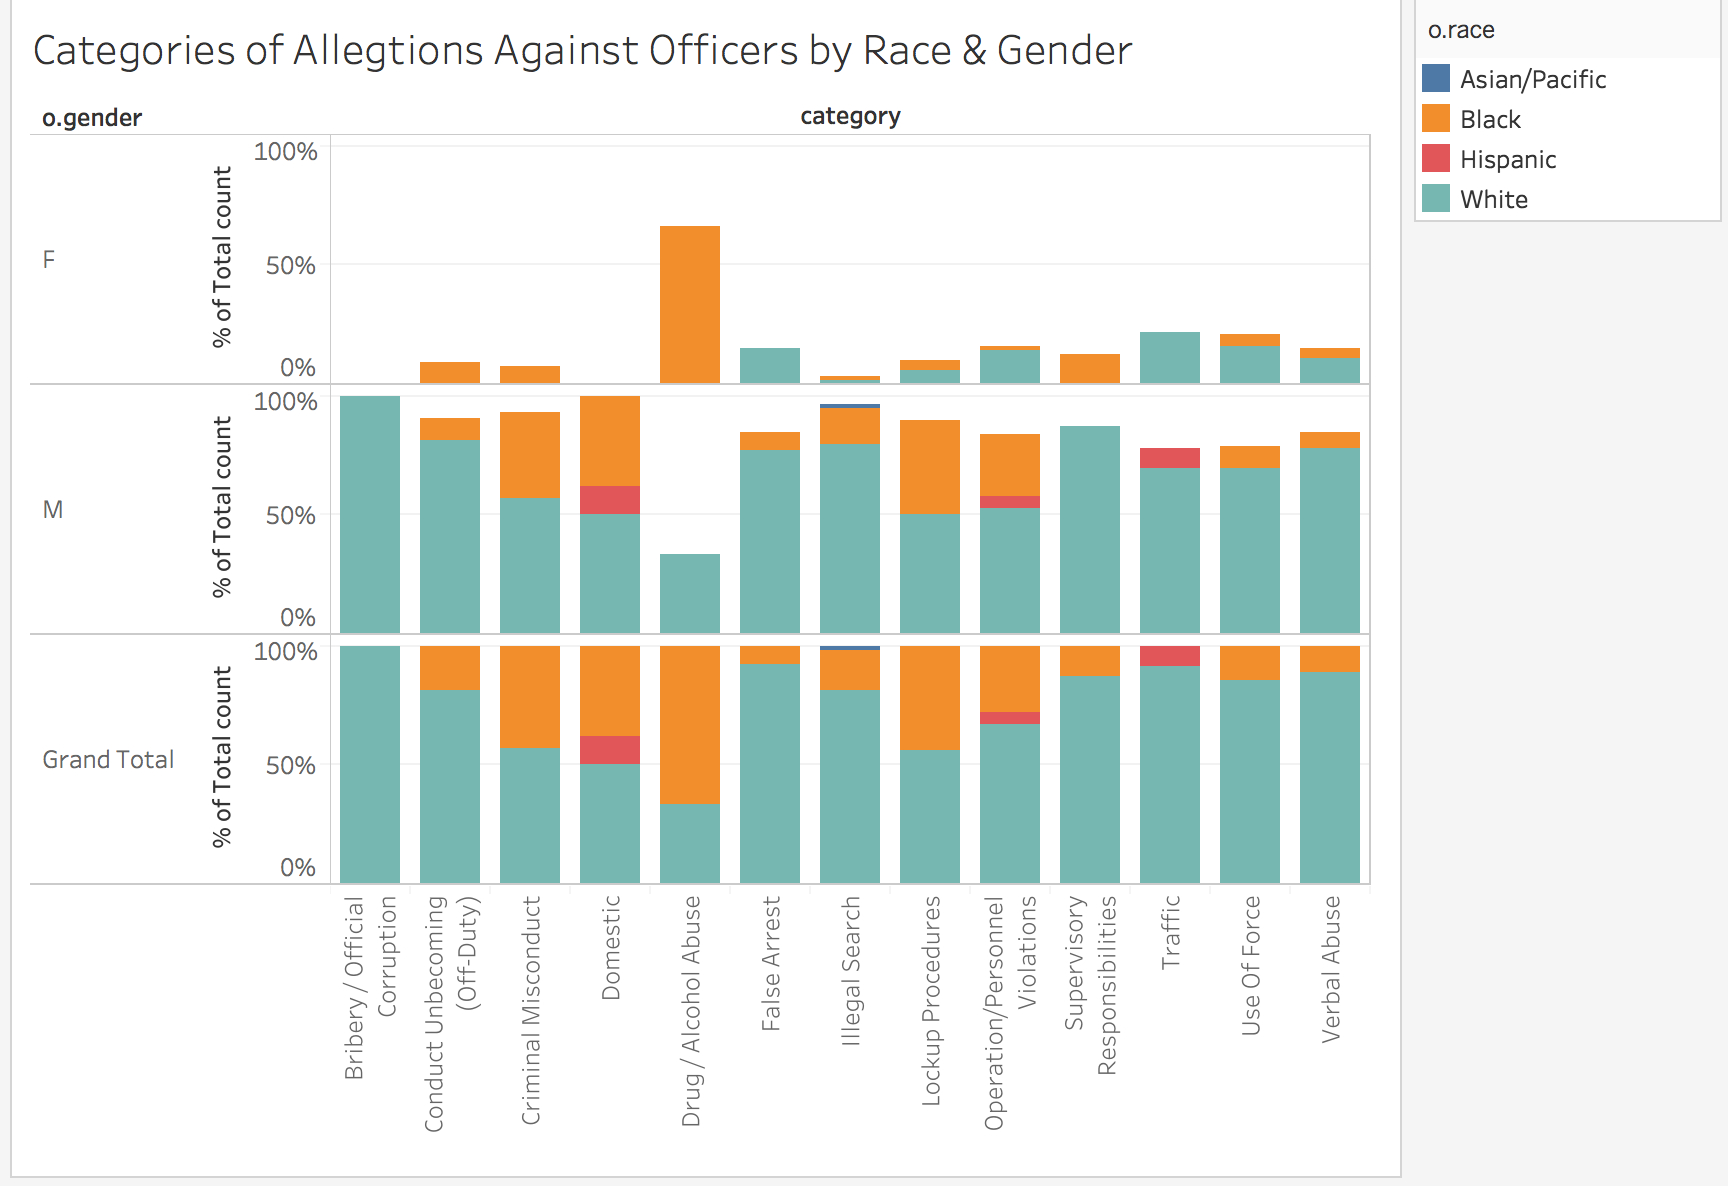 Categories of Allegtions Against Officers by Race & Gender
o.gender
category
F
% of Total count
100%
50%
0%
M
% of Total count
100%
50%
0%
Grand Total
% of Total count
100%
50%
0%
Bribery / Official
Corruption
Conduct Unbecoming
(Off-Duty)
Criminal Misconduct
Domestic
Drug / Alcohol Abuse
False Arrest
Illegal Search
Lockup Procedures
Operation/Personnel
Violations
Supervisory
Responsibilities
Traffic
Use Of Force
Verbal Abuse
o.race
Asian/Pacific
Black
Hispanic
White